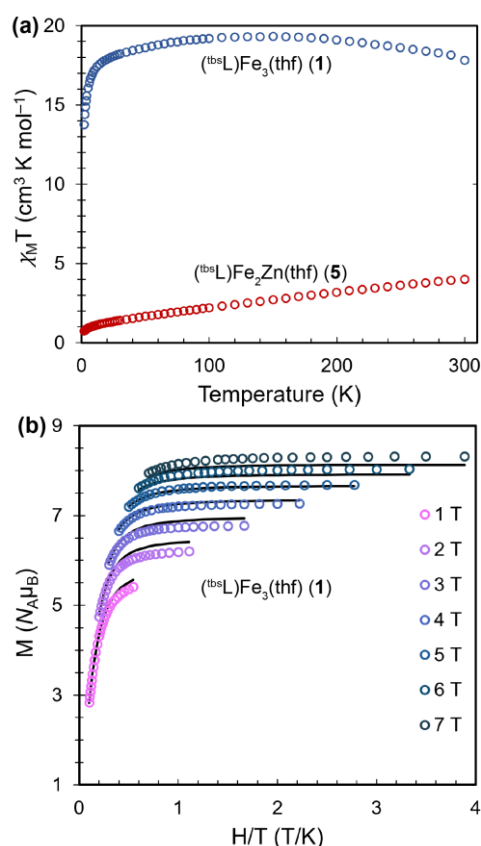 (a)
20
15
10
5
0
χMT (cm³ K mol⁻¹)
(ᵗᵇˢL)Fe₃(thf) (1)
(ᵗᵇˢL)Fe₂Zn(thf) (5)
0 100 200 300
Temperature (K)
(b)
9
7
5
3
1
M (NAμB)
(ᵗᵇˢL)Fe₃(thf) (1)
1 T
2 T
3 T
4 T
5 T
6 T
7 T
0 1 2 3 4
H/T (T/K)